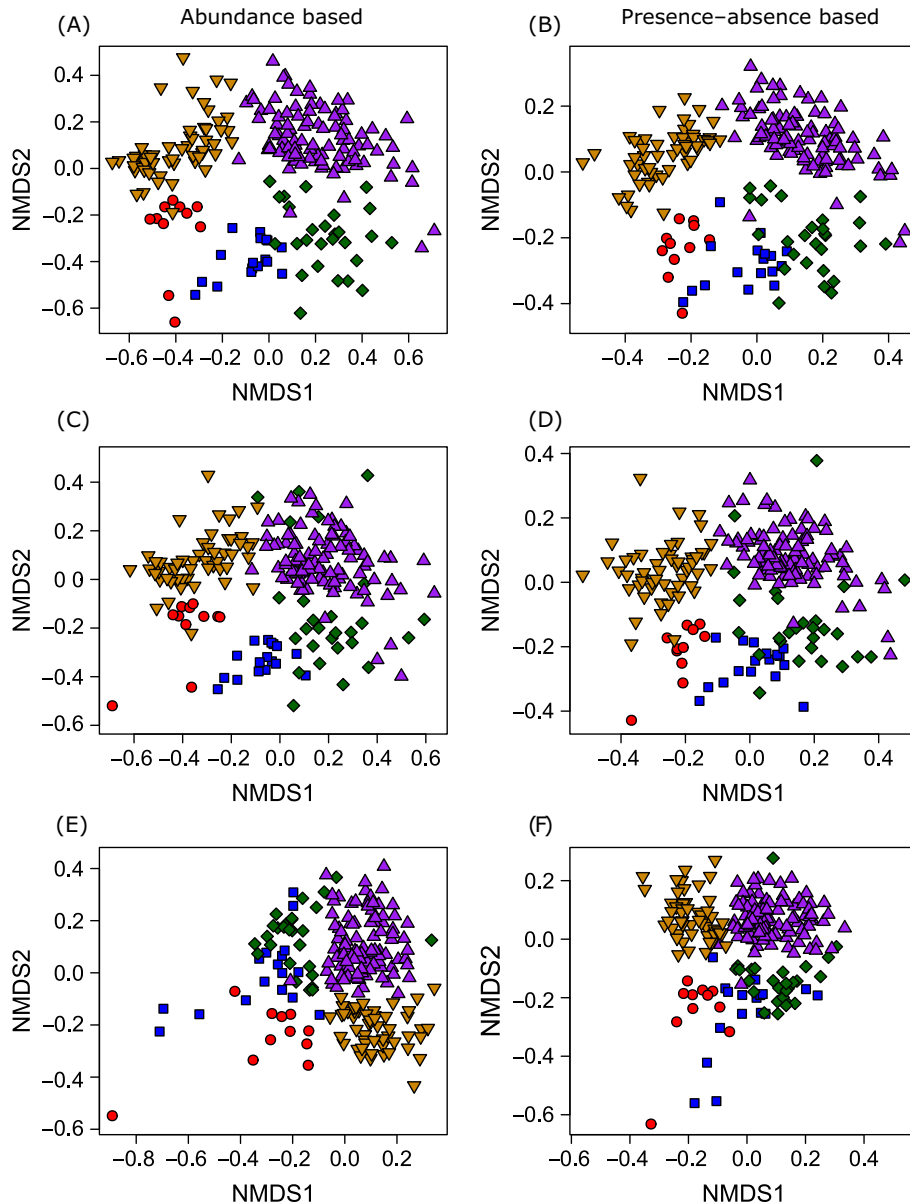 Abundance based
Presence–absence based
(A)
(B)
NMDS2
0.4
0.2
0.0
−0.2
−0.4
−0.6
−0.6 −0.4 −0.2 0.0 0.2 0.4 0.6
NMDS1
NMDS2
0.4
0.2
0.0
−0.2
−0.4
−0.4 −0.2 0.0 0.2 0.4
NMDS1
(C)
(D)
NMDS2
0.4
0.2
0.0
−0.2
−0.4
−0.6
−0.6 −0.4 −0.2 0.0 0.2 0.4 0.6
NMDS1
NMDS2
0.4
0.2
0.0
−0.2
−0.4
−0.4 −0.2 0.0 0.2 0.4
NMDS1
(E)
(F)
NMDS2
0.4
0.2
0.0
−0.2
−0.4
−0.6
−0.8 −0.6 −0.4 −0.2 0.0 0.2
NMDS1
NMDS2
0.2
0.0
−0.2
−0.4
−0.6
−0.6 −0.4 −0.2 0.0 0.2 0.4
NMDS1